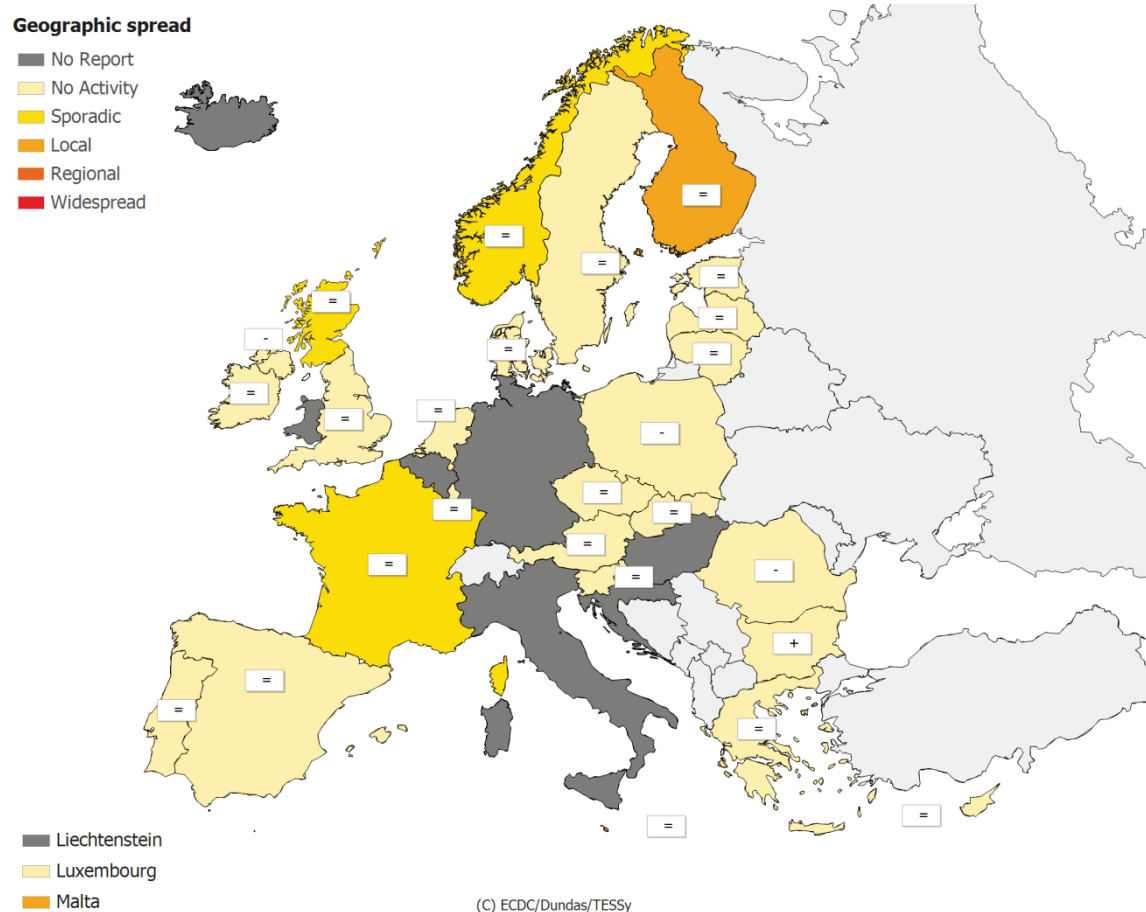 Geographic spread
No Report
No Activity
Sporadic
Local
Regional
Widespread
=
=
=
=
=
=
-
=
=
=
=
=
-
=
=
=
=
=
=
-
+
=
=
=
=
=
Liechtenstein
Luxembourg
Malta
(C) ECDC/Dundas/TESSy